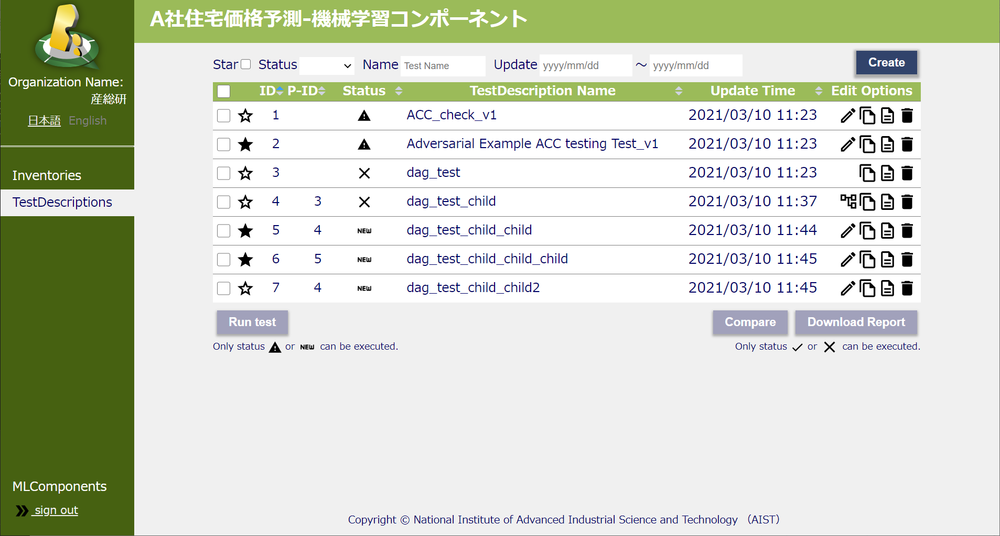 A社住宅価格予測-機械学習コンポーネント
Organization Name:
産総研
日本語 English
Inventories
TestDescriptions
MLComponents
sign out
Star Status Name Test Name Update yyyy/mm/dd ～ yyyy/mm/dd Create
ID P-ID Status TestDescription Name Update Time Edit Options
1 ACC_check_v1 2021/03/10 11:23
2 Adversarial Example ACC testing Test_v1 2021/03/10 11:23
3 dag_test 2021/03/10 11:23
4 3 dag_test_child 2021/03/10 11:37
5 4 NEW dag_test_child_child 2021/03/10 11:44
6 5 NEW dag_test_child_child_child 2021/03/10 11:45
7 4 NEW dag_test_child_child2 2021/03/10 11:45
Run test Compare Download Report
Only status or NEW can be executed. Only status or can be executed.
Copyright © National Institute of Advanced Industrial Science and Technology （AIST）